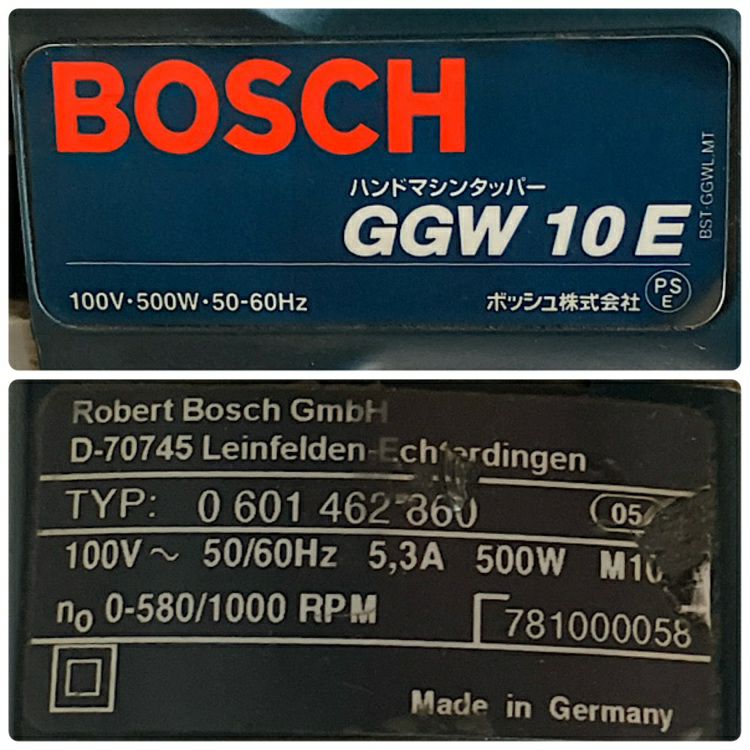 BOSCH
ハンドマシンタッパー
GGW 10 E
BST-GGWL.MT
100V・500W・50-60Hz
ボッシュ株式会社
PS
E
Robert Bosch GmbH
D-70745 Leinfelden-Echterdingen
TYP: 0 601 462 860
100V～ 50/60Hz 5,3A 500W
n₀ 0-580/1000 RPM
781000058
Made in Germany